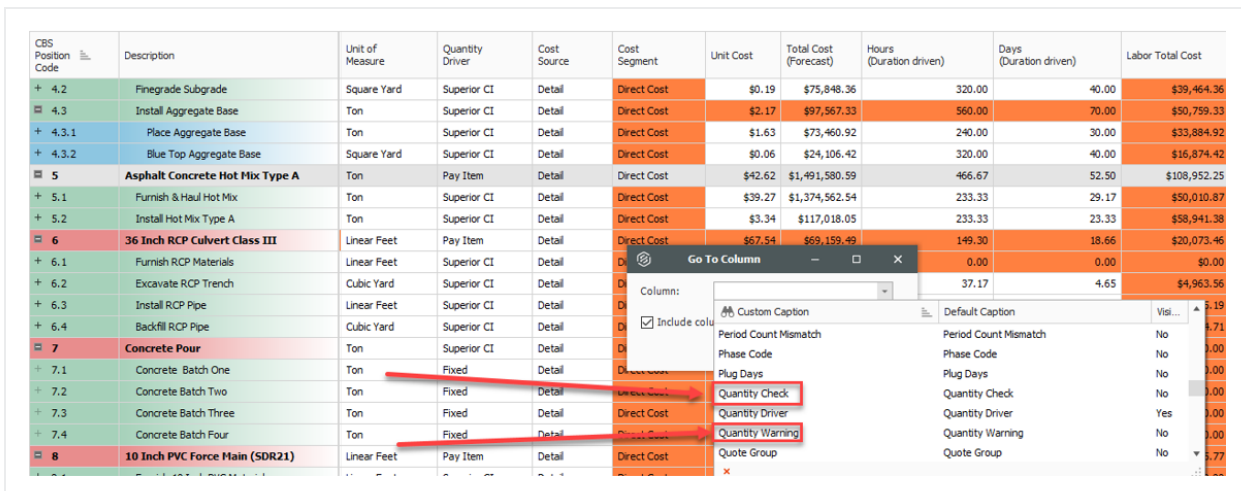 CBS Position Code Description Unit of Measure Quantity Driver Cost Source Cost Segment Unit Cost Total Cost (Forecast) Hours (Duration driven) Days (Duration driven) Labor Total Cost
+ 4.2 Finegrade Subgrade Square Yard Superior CI Detail Direct Cost $0.19 $75,848.36 320.00 40.00 $39,464.36
4.3 Install Aggregate Base Ton Superior CI Detail Direct Cost $2.17 $97,567.33 560.00 70.00 $50,759.33
+ 4.3.1 Place Aggregate Base Ton Superior CI Detail Direct Cost $1.63 $73,460.92 240.00 30.00 $33,884.92
+ 4.3.2 Blue Top Aggregate Base Square Yard Superior CI Detail Direct Cost $0.06 $24,106.42 320.00 40.00 $16,874.42
5 Asphalt Concrete Hot Mix Type A Ton Pay Item Detail Direct Cost $42.62 $1,491,580.59 466.67 52.50 $108,952.25
+ 5.1 Furnish & Haul Hot Mix Ton Superior CI Detail Direct Cost $39.27 $1,374,562.54 233.33 29.17 $50,010.87
+ 5.2 Install Hot Mix Type A Ton Superior CI Detail Direct Cost $3.34 $117,018.05 233.33 23.33 $58,941.38
6 36 Inch RCP Culvert Class III Linear Feet Pay Item Detail Direct Cost $67.54 $69,159.49 149.30 18.66 $20,073.46
+ 6.1 Furnish RCP Materials Linear Feet Superior CI Detail 0.00 0.00 $0.00
+ 6.2 Excavate RCP Trench Cubic Yard Superior CI Detail 37.17 4.65 $4,963.56
+ 6.3 Install RCP Pipe Linear Feet Superior CI Detail
+ 6.4 Backfill RCP Pipe Cubic Yard Superior CI Detail
7 Concrete Pour Ton Superior CI Detail
+ 7.1 Concrete Batch One Ton Fixed Detail Direct Cost
+ 7.2 Concrete Batch Two Ton Fixed Detail Direct Cost
+ 7.3 Concrete Batch Three Ton Fixed Detail Direct Cost
+ 7.4 Concrete Batch Four Ton Fixed Detail Direct Cost
8 10 Inch PVC Force Main (SDR21) Linear Feet Pay Item Detail Direct Cost
Go To Column
Column:
Include colu
Custom Caption Default Caption Visi...
Period Count Mismatch Period Count Mismatch No
Phase Code Phase Code No
Plug Days Plug Days No
Quantity Check Quantity Check No
Quantity Driver Quantity Driver Yes
Quantity Warning Quantity Warning No
Quote Group Quote Group No